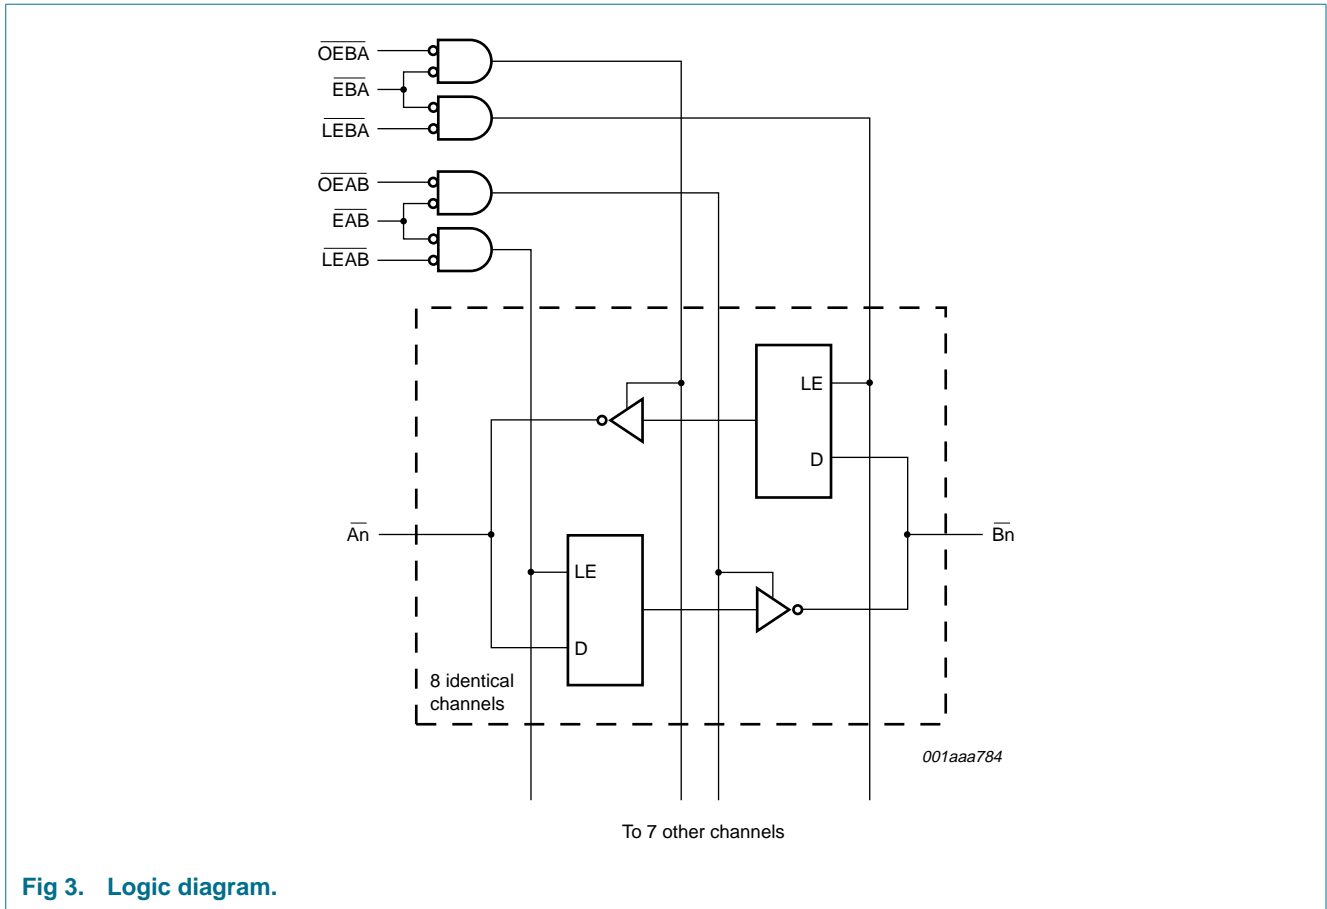 OEBA
EBA
LEBA
OEAB
EAB
LEAB
LE
D
An
Bn
LE
D
8 identical
channels
001aaa784
To 7 other channels
Fig 3. Logic diagram.